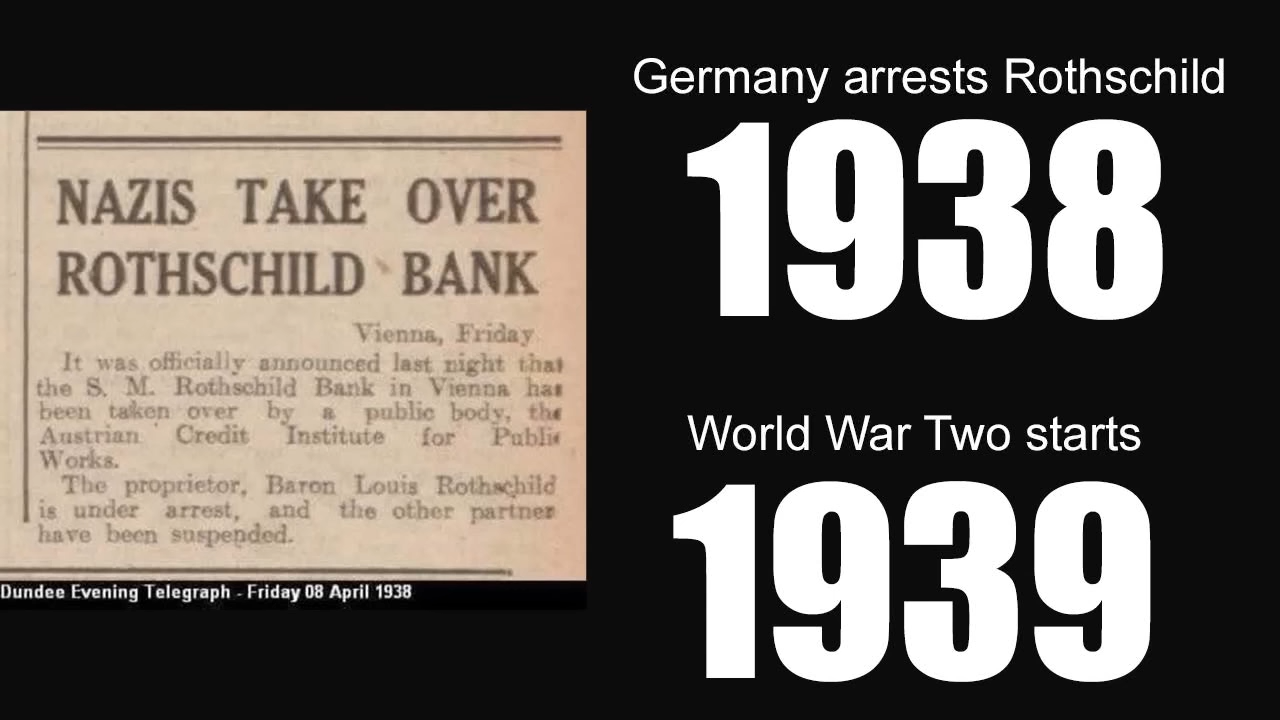 NAZIS TAKE OVER
ROTHSCHILD BANK
Vienna, Friday
It was officially announced last night that
the S. M. Rothschild Bank in Vienna has
been taken over by a public body, the
Austrian Credit Institute for Public
Works.
The proprietor, Baron Louis Rothschild
is under arrest, and the other partner
have been suspended.
Dundee Evening Telegraph - Friday 08 April 1938
Germany arrests Rothschild
1938
World War Two starts
1939